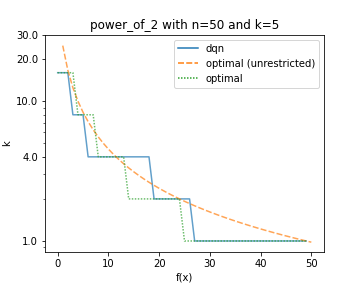 power_of_2 with n=50 and k=5
30.0
20.0
10.0
4.0
1.0
k
dqn
optimal (unrestricted)
optimal
0 10 20 30 40 50
f(x)